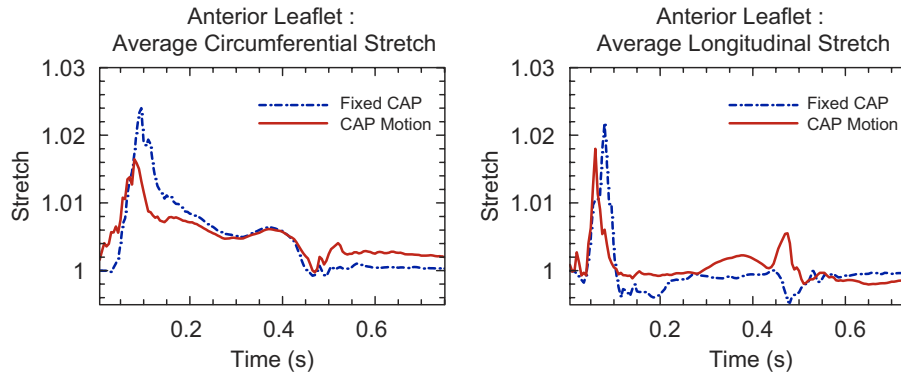 Anterior Leaflet :
Average Circumferential Stretch
1.03
1.02
1.01
1
Stretch
Fixed CAP
CAP Motion
0.2
0.4
0.6
Time (s)
Anterior Leaflet :
Average Longitudinal Stretch
1.03
1.02
1.01
1
Stretch
Fixed CAP
CAP Motion
0.2
0.4
0.6
Time (s)